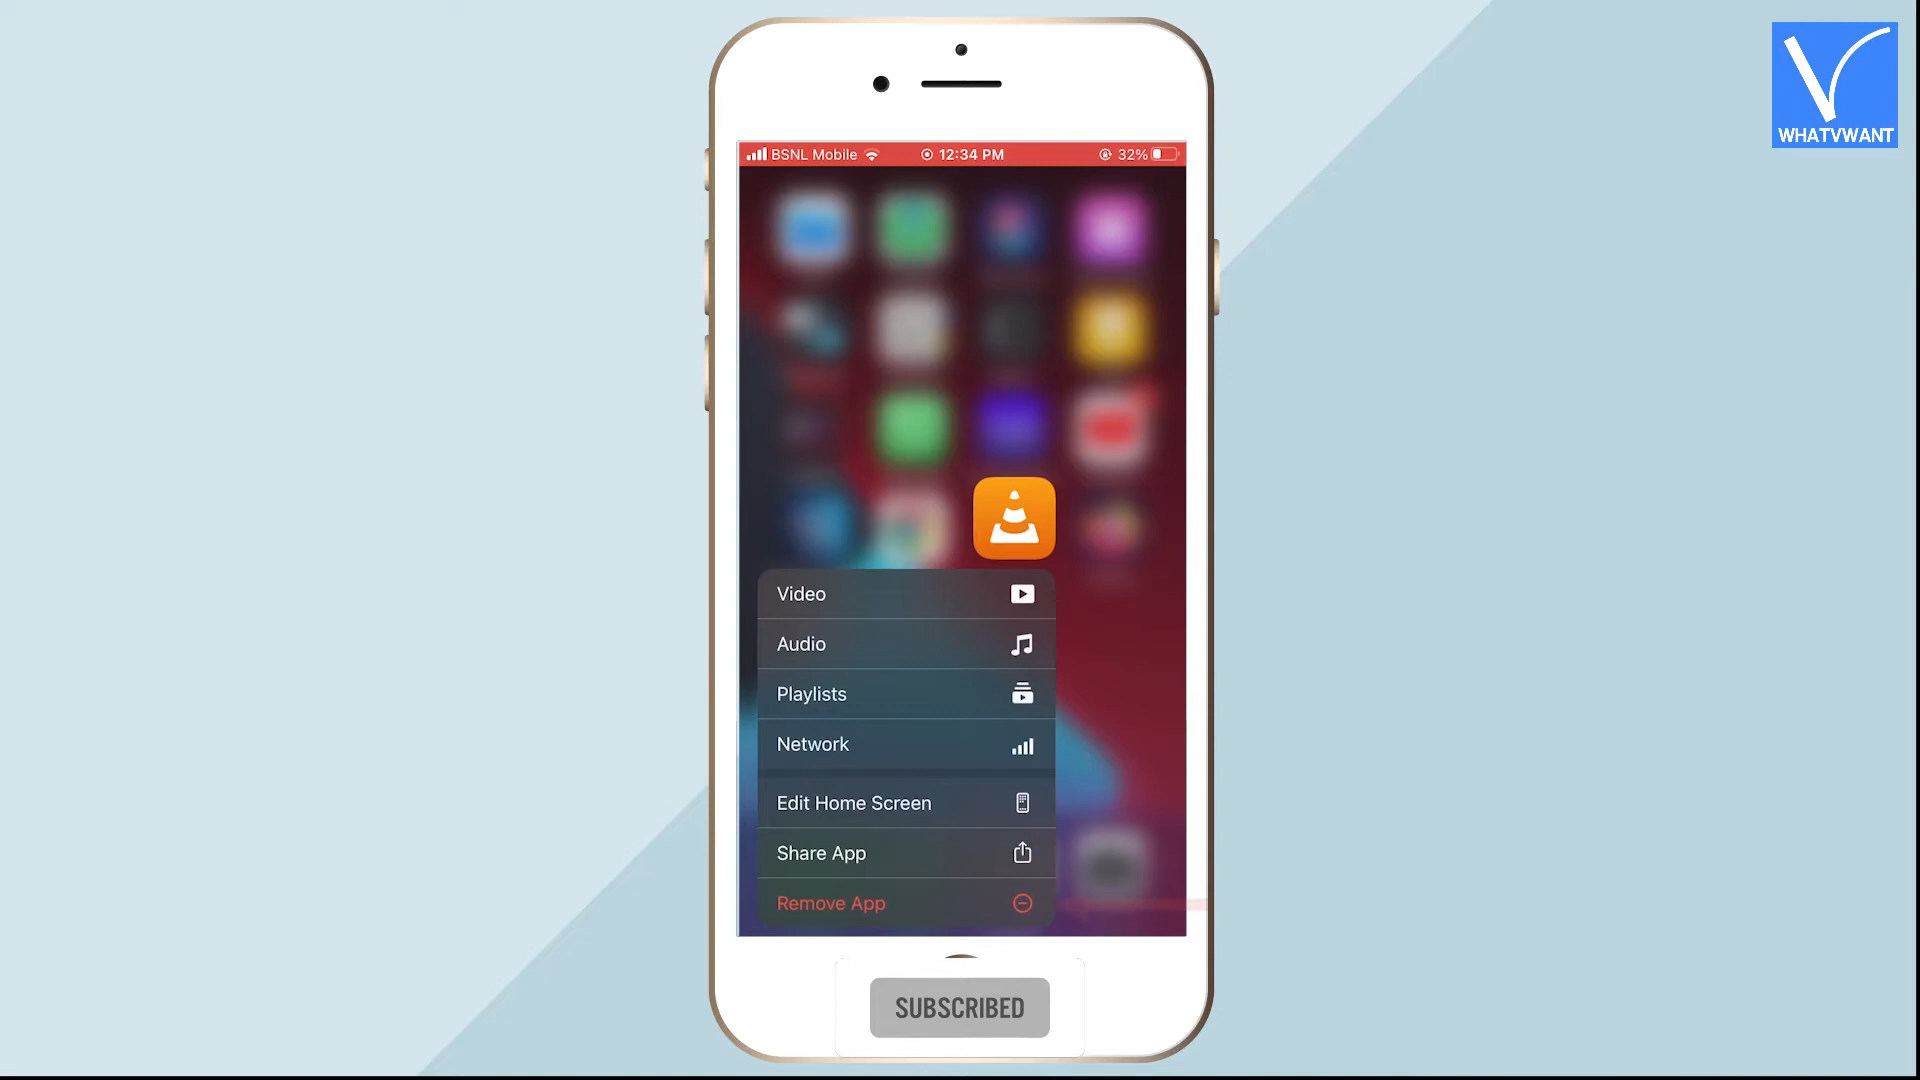 WHATVWANT
BSNL Mobile 12:34 PM 32%
Video
Audio
Playlists
Network
Edit Home Screen
Share App
Remove App
SUBSCRIBED